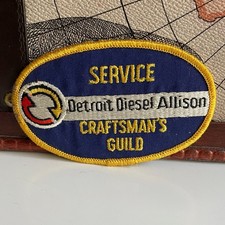 SERVICE
Detroit Diesel Allison
CRAFTSMAN'S
GUILD